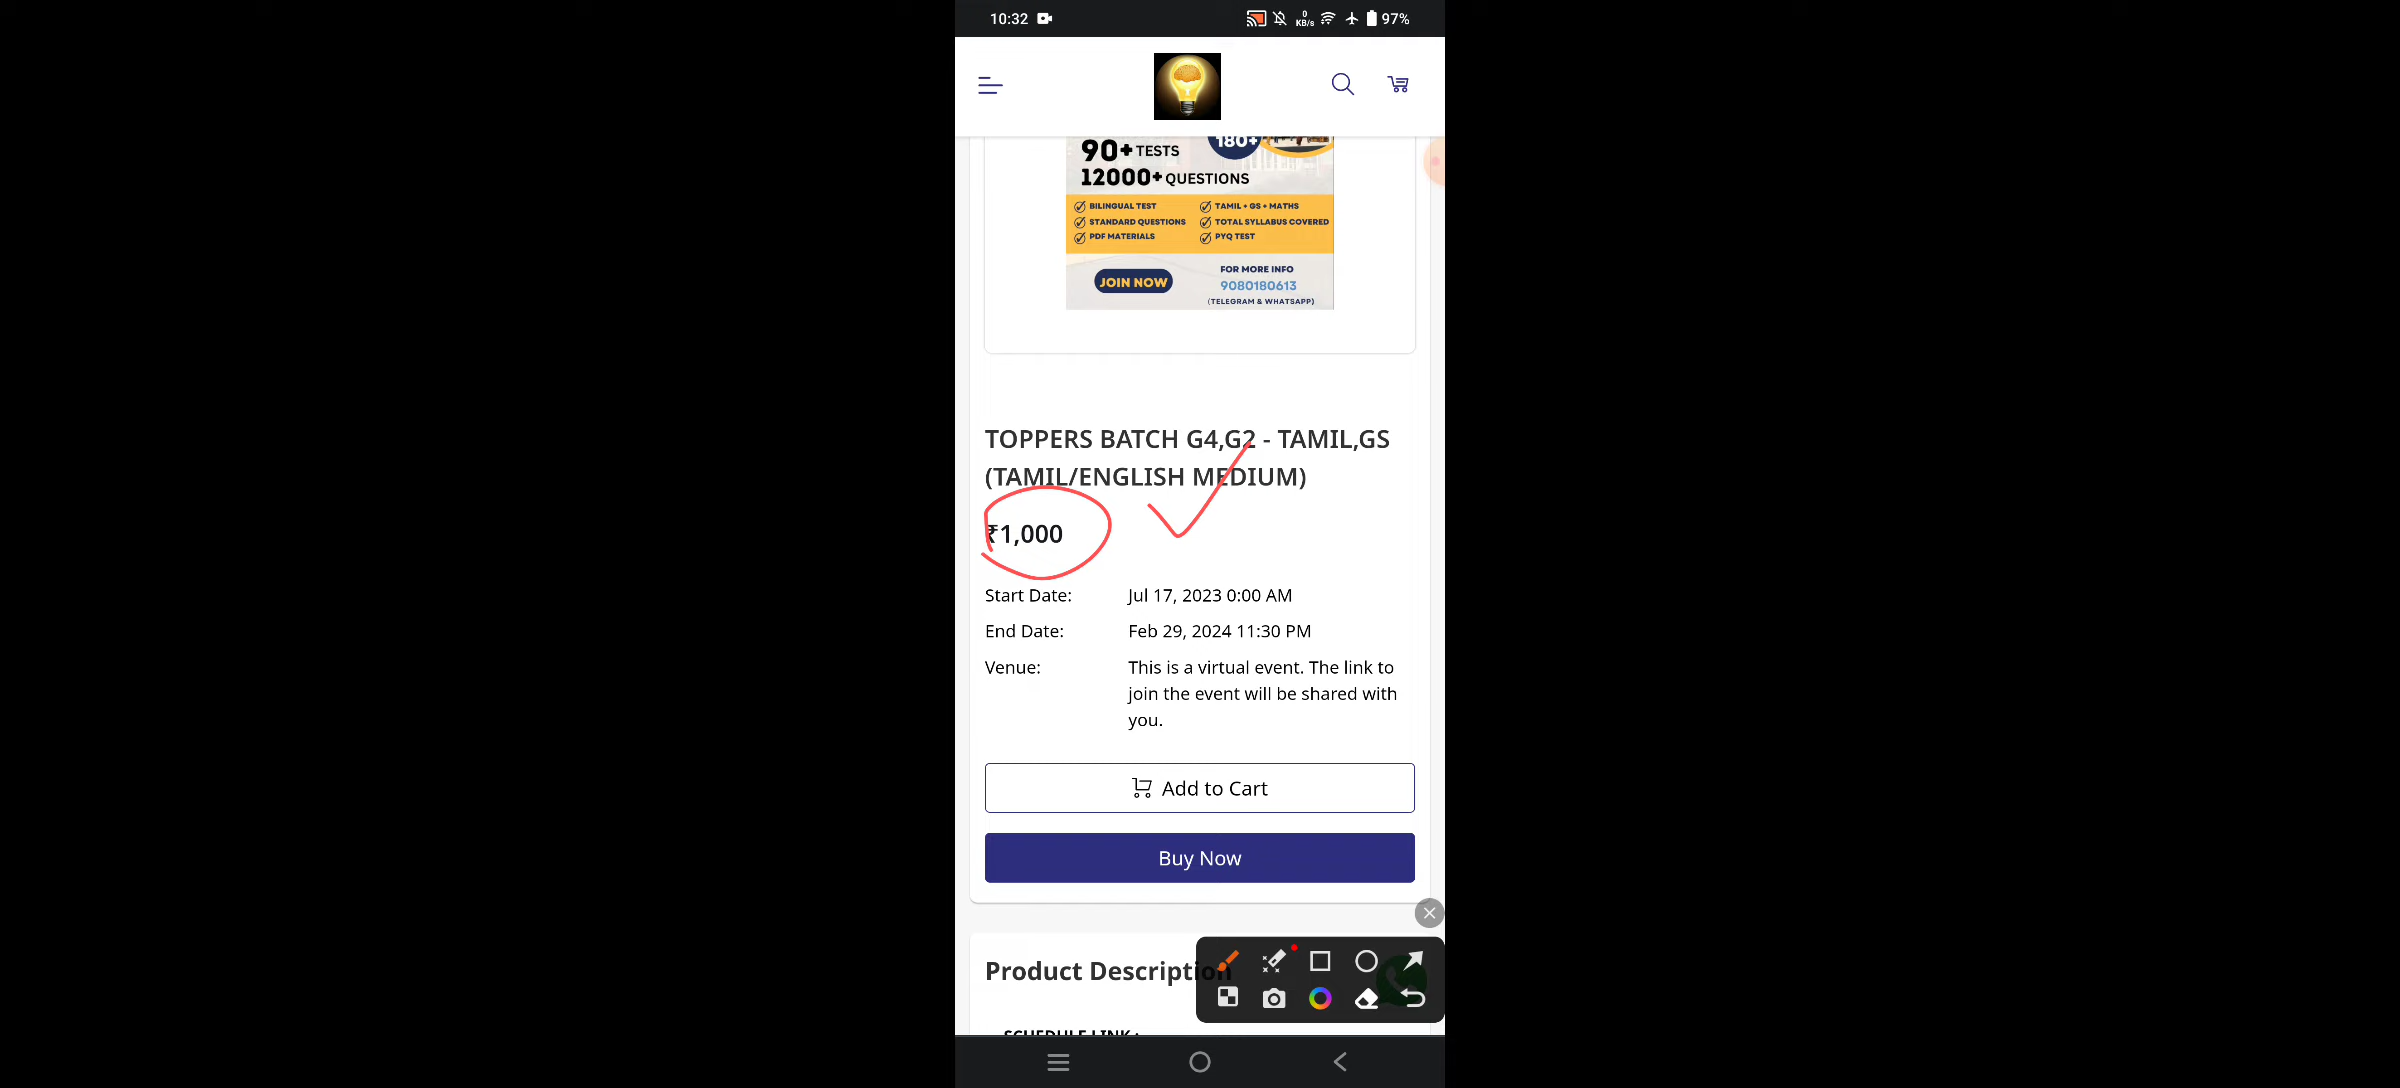 10:32
0
KB/s
97%
180+
90+ TESTS
12000+ QUESTIONS
BILINGUAL TEST
TAMIL + GS + MATHS
STANDARD QUESTIONS
TOTAL SYLLABUS COVERED
PDF MATERIALS
PYQ TEST
JOIN NOW
FOR MORE INFO
9080180613
(TELEGRAM & WHATSAPP)
TOPPERS BATCH G4,G2 - TAMIL,GS
(TAMIL/ENGLISH MEDIUM)
₹1,000
Start Date: Jul 17, 2023 0:00 AM
End Date: Feb 29, 2024 11:30 PM
Venue: This is a virtual event. The link to
join the event will be shared with
you.
Add to Cart
Buy Now
Product Description
SCHEDULE LINK :